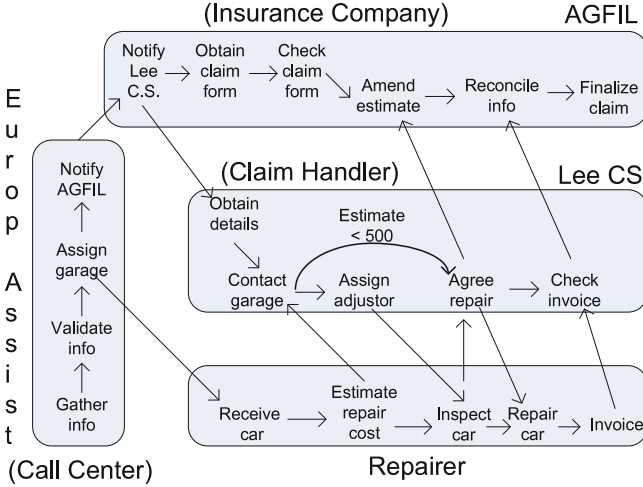 (Insurance Company)
AGFIL
Notify
Lee
C.S.
Obtain
claim
form
Check
claim
form
Amend
estimate
Reconcile
info
Finalize
claim
Europ Assist
Notify
AGFIL
Assign
garage
Validate
info
Gather
info
(Call Center)
(Claim Handler)
Lee CS
Obtain
details
Estimate
< 500
Contact
garage
Assign
adjustor
Agree
repair
Check
invoice
Receive
car
Estimate
repair
cost
Inspect
car
Repair
car
Invoice
Repairer